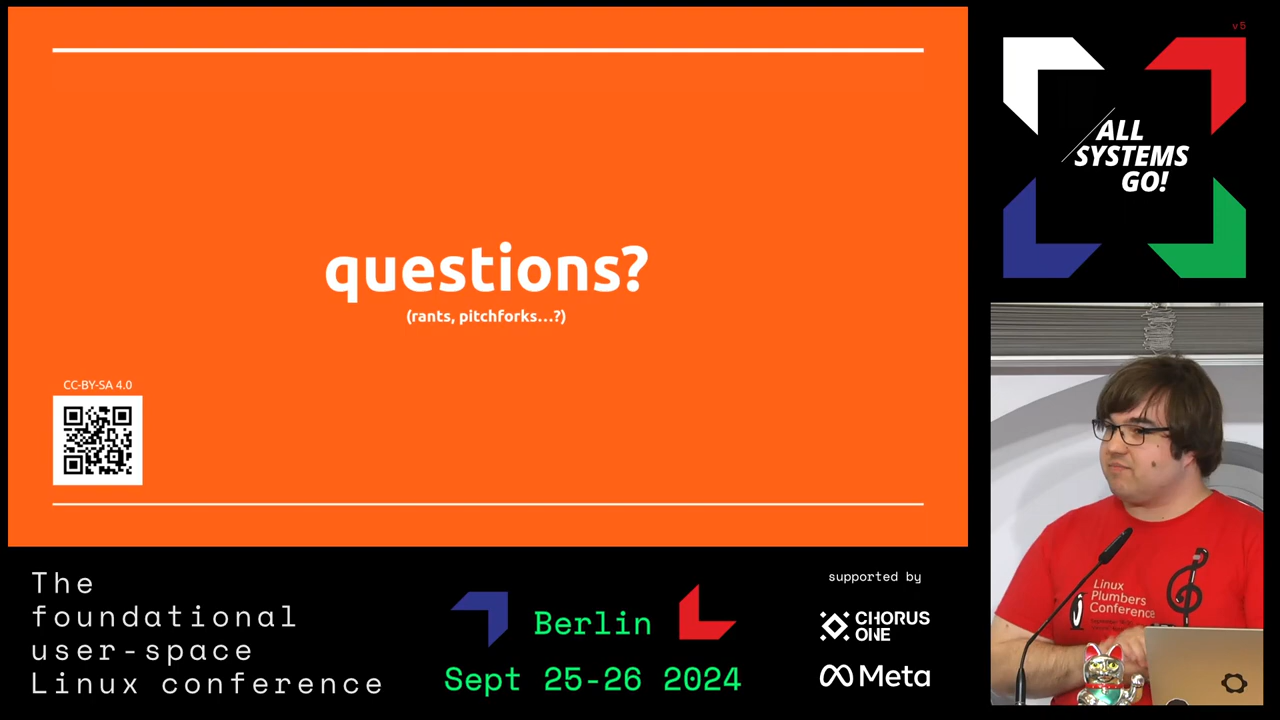 questions?
(rants, pitchforks...?)
CC-BY-SA 4.0
v5
ALL
SYSTEMS
GO!
Linux
Plumbers
Conference
The
foundational
user-space
Linux conference
Berlin
Sept 25-26 2024
supported by
CHORUS
ONE
Meta